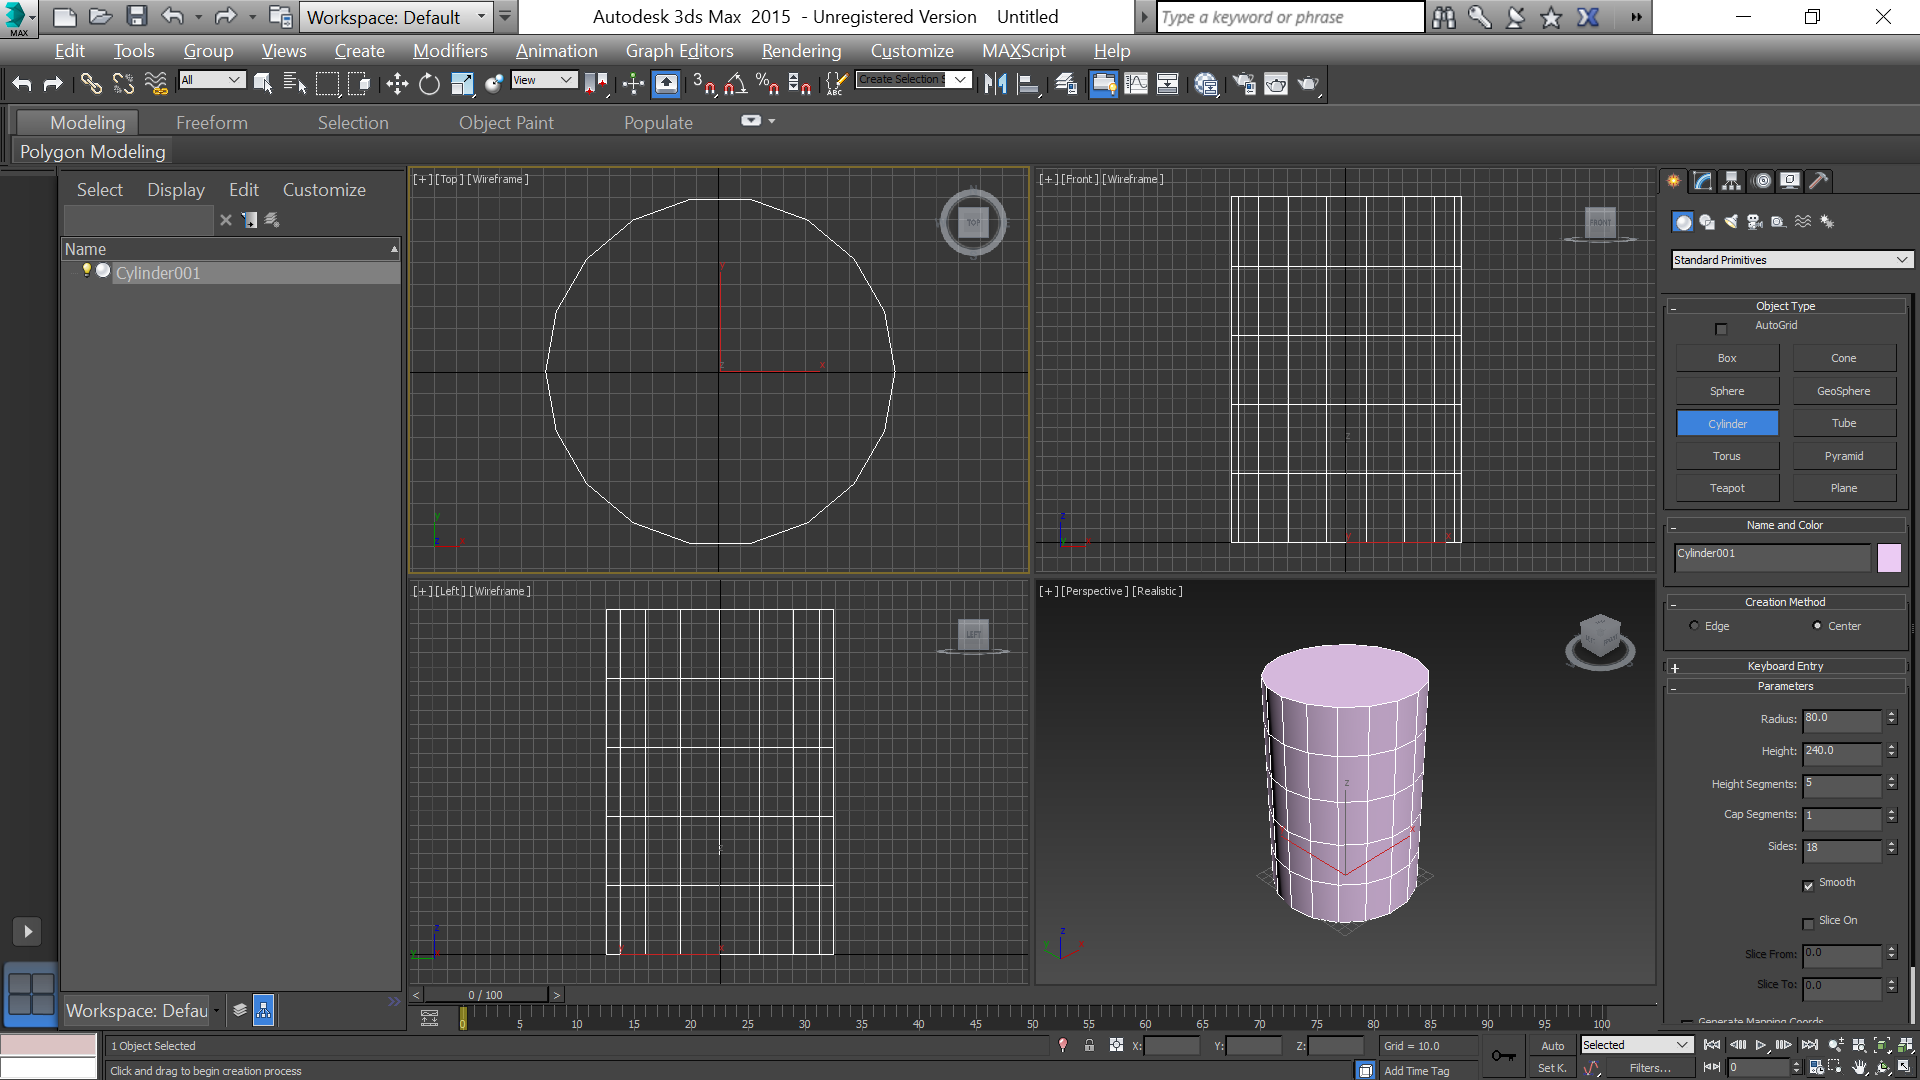 MAX
Workspace: Default
Autodesk 3ds Max 2015 - Unregistered Version Untitled
Type a keyword or phrase
Edit Tools Group Views Create Modifiers Animation Graph Editors Rendering Customize MAXScript Help
All
View
3
%
ABC
Create Selection S
Modeling Freeform Selection Object Paint Populate
Polygon Modeling
Select Display Edit Customize
Name
Cylinder001
[+] [Top] [Wireframe]
TOP
y
z
x
[+] [Front] [Wireframe]
FRONT
z
[+] [Left] [Wireframe]
LEFT
z
y
[+] [Perspective] [Realistic]
z
x
y
Standard Primitives
- Object Type
AutoGrid
Box Cone
Sphere GeoSphere
Cylinder Tube
Torus Pyramid
Teapot Plane
- Name and Color
Cylinder001
- Creation Method
Edge Center
+ Keyboard Entry
- Parameters
Radius: 80.0
Height: 240.0
Height Segments: 5
Cap Segments: 1
Sides: 18
Smooth
Slice On
Slice From: 0.0
Slice To: 0.0
Generate Mapping Coords
Workspace: Defau
< 0 / 100 >
0 5 10 15 20 25 30 35 40 45 50 55 60 65 70 75 80 85 90 95 100
1 Object Selected
X: Y: Z: Grid = 10.0
Auto Selected
Click and drag to begin creation process
Add Time Tag
Set K. Filters... 0